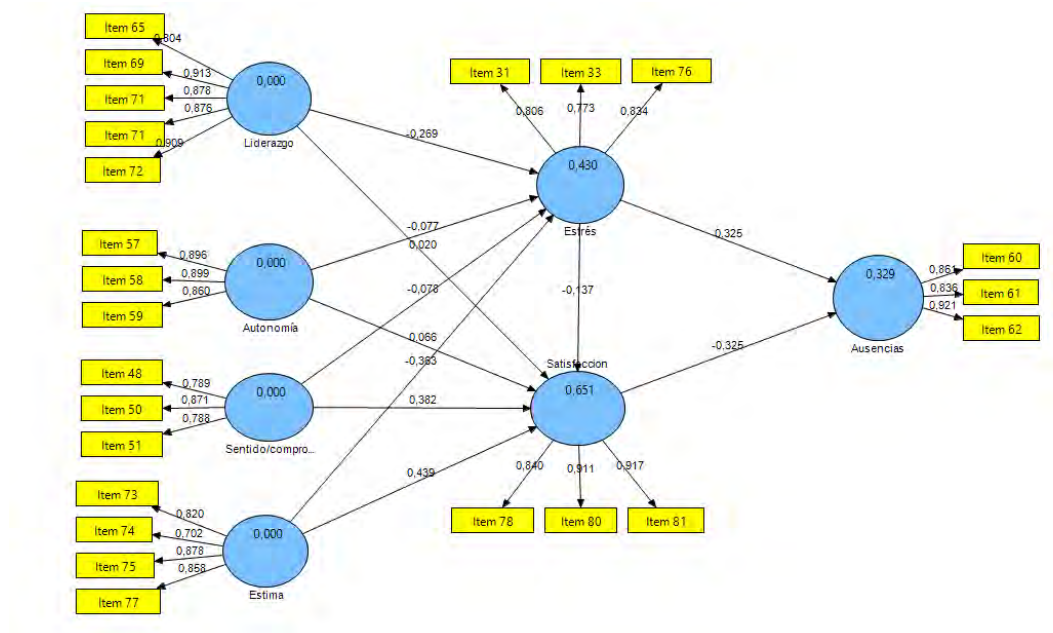 Item 65
0,804
Item 69
0,913
Item 71
0,878
Item 71
0,876
Item 72
0,909
0,000
Liderazgo
Item 57
0,896
Item 58
0,899
Item 59
0,860
0,000
Autonomía
Item 48
0,789
Item 50
0,871
Item 51
0,788
0,000
Sentido/compro...
Item 73
0,820
Item 74
0,702
Item 75
0,878
Item 77
0,858
0,000
Estima
-0,269
-0,077
0,020
-0,078
0,066
-0,363
0,382
0,439
Item 31
Item 33
Item 76
0,806
0,773
0,834
0,430
Estrés
-0,137
Satisfaccion
0,651
0,840
0,911
0,917
Item 78
Item 80
Item 81
0,325
-0,325
0,329
Ausencias
0,861
Item 60
0,836
Item 61
0,921
Item 62